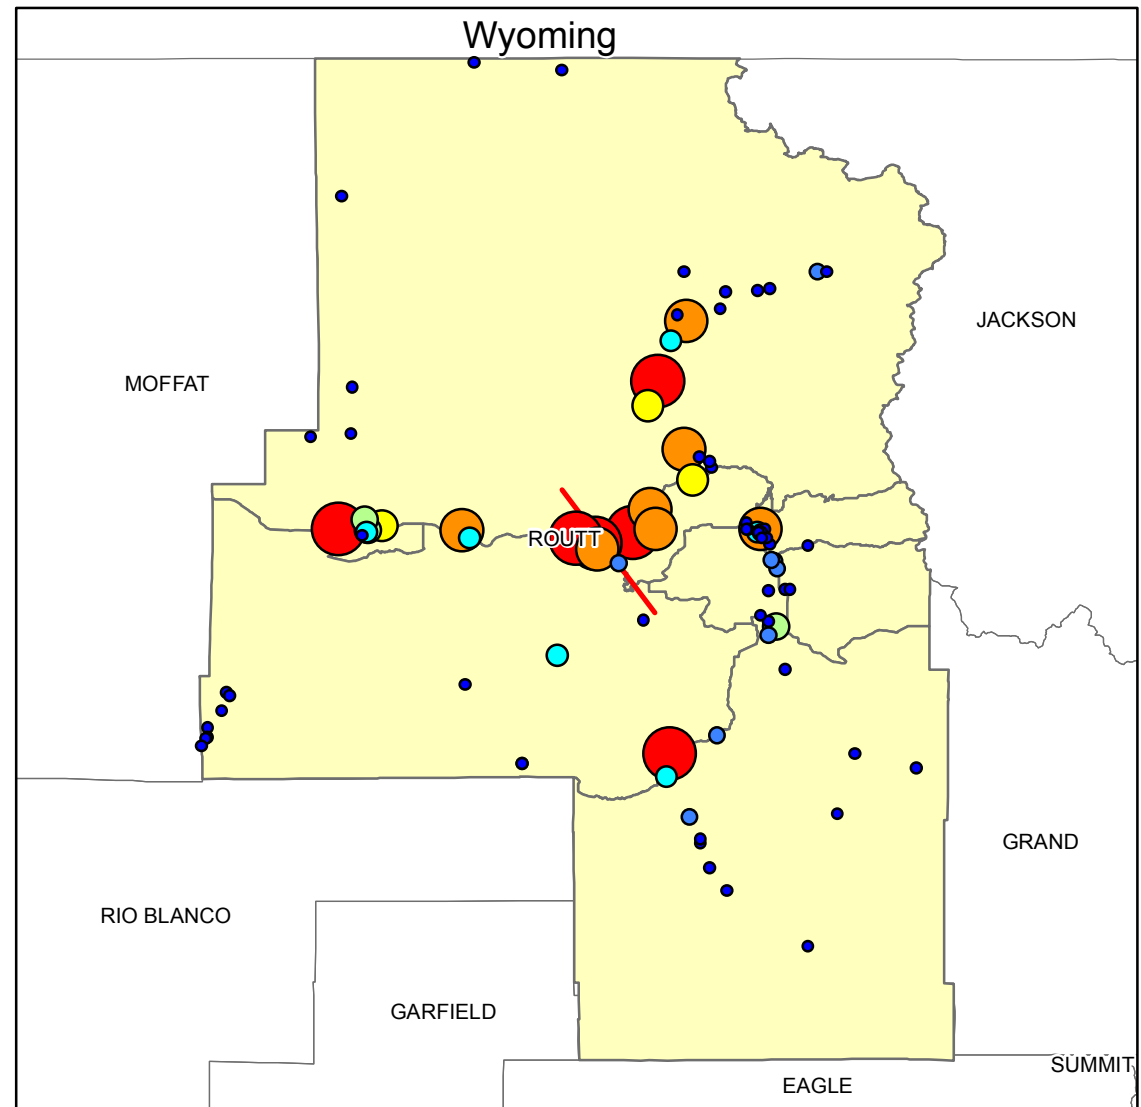 Wyoming
JACKSON
MOFFAT
ROUTT
GRAND
RIO BLANCO
GARFIELD
SUMMIT
EAGLE